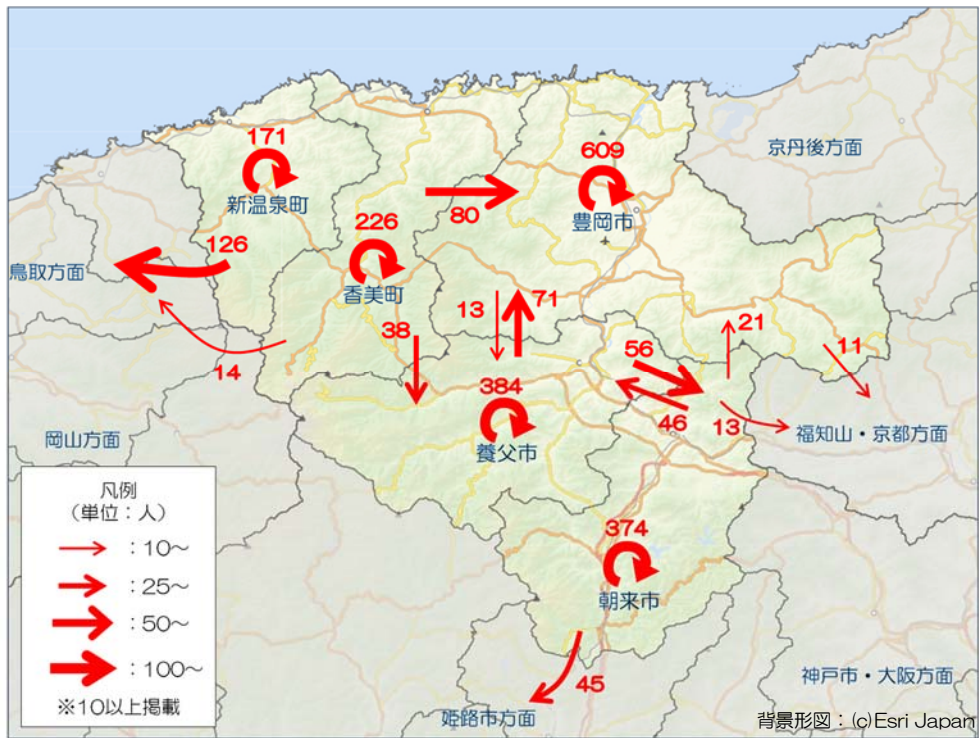 京丹後方面
171
新温泉町
609
豊岡市
80
226
香美町
126
鳥取方面
13
71
38
21
11
14
56
46
13
384
養父市
岡山方面
福知山・京都方面
凡例
(単位:人)
:10~
:25~
:50~
:100~
※10以上掲載
374
朝来市
45
姫路市方面
神戸市・大阪方面
背景形図:(c)Esri Japan